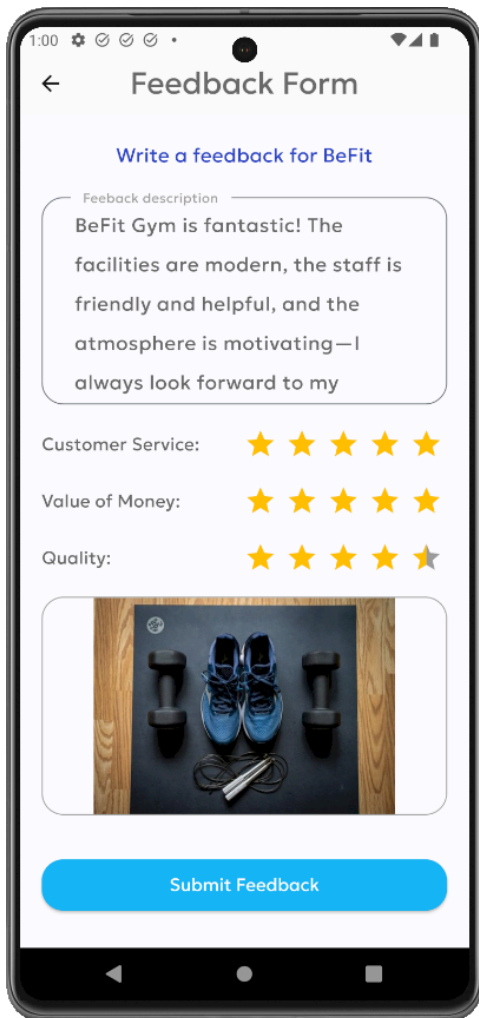 1:00
Feedback Form
Write a feedback for BeFit
Feeback description
BeFit Gym is fantastic! The
facilities are modern, the staff is
friendly and helpful, and the
atmosphere is motivating—I
always look forward to my
Customer Service:
Value of Money:
Quality:
Submit Feedback